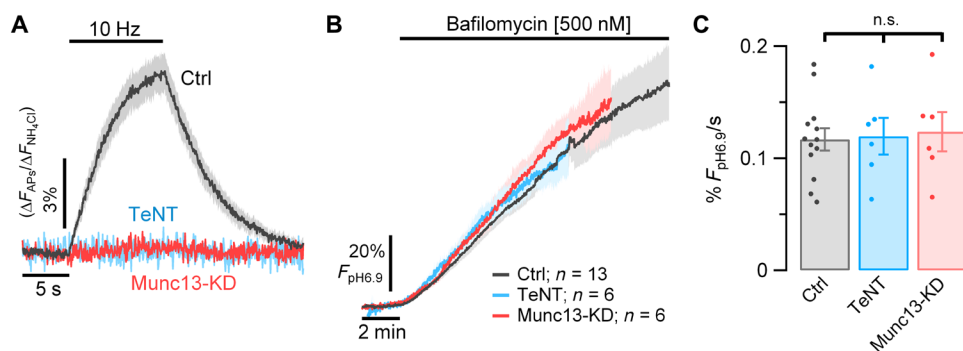 A
10 Hz
Ctrl
(ΔF_APs/ΔF_NH₄Cl)
3%
TeNT
Munc13-KD
5 s
B
Bafilomycin [500 nM]
20%
F_pH6.9
2 min
Ctrl; n = 13
TeNT; n = 6
Munc13-KD; n = 6
C
n.s.
% F_pH6.9/s
0.2
0.1
0
Ctrl
TeNT
Munc13-KD